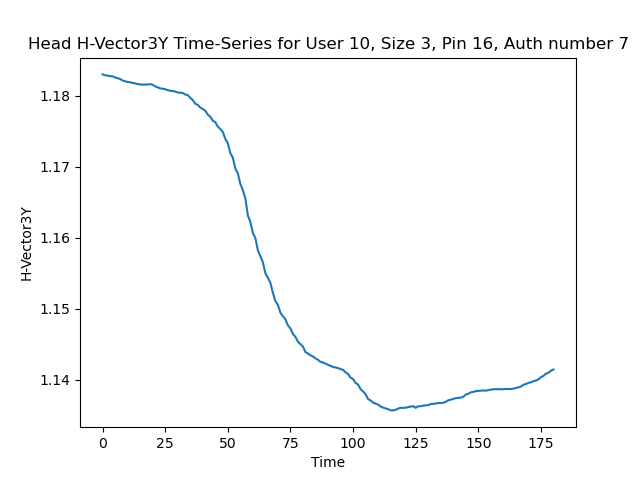 Head H-Vector3Y Time-Series for User 10, Size 3, Pin 16, Auth number 7
1.18
1.17
1.16
1.15
1.14
H-Vector3Y
0 25 50 75 100 125 150 175
Time